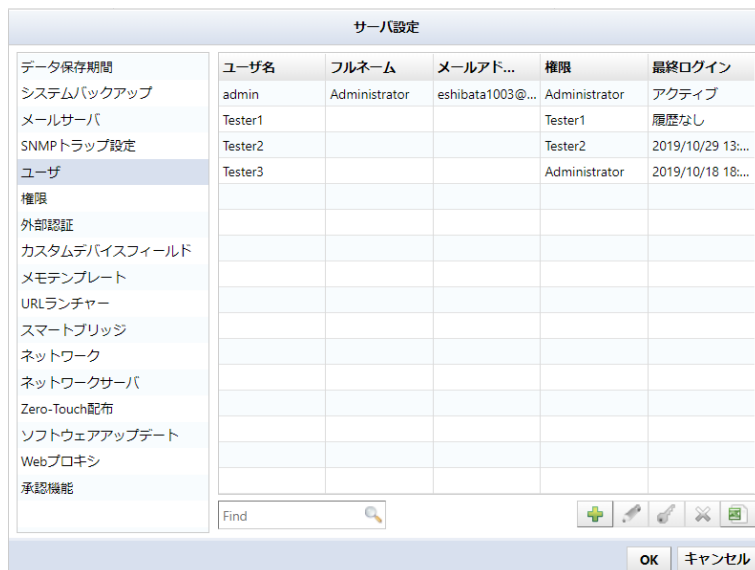 サーバ設定
データ保存期間
システムバックアップ
メールサーバ
SNMPトラップ設定
ユーザ
権限
外部認証
カスタムデバイスフィールド
メモテンプレート
URLランチャー
スマートブリッジ
ネットワーク
ネットワークサーバ
Zero-Touch配布
ソフトウェアアップデート
Webプロキシ
承認機能
ユーザ名 フルネーム メールアド... 権限 最終ログイン
admin Administrator eshibata1003@... Administrator アクティブ
Tester1 Tester1 履歴なし
Tester2 Tester2 2019/10/29 13:...
Tester3 Administrator 2019/10/18 18:...
Find
OK キャンセル